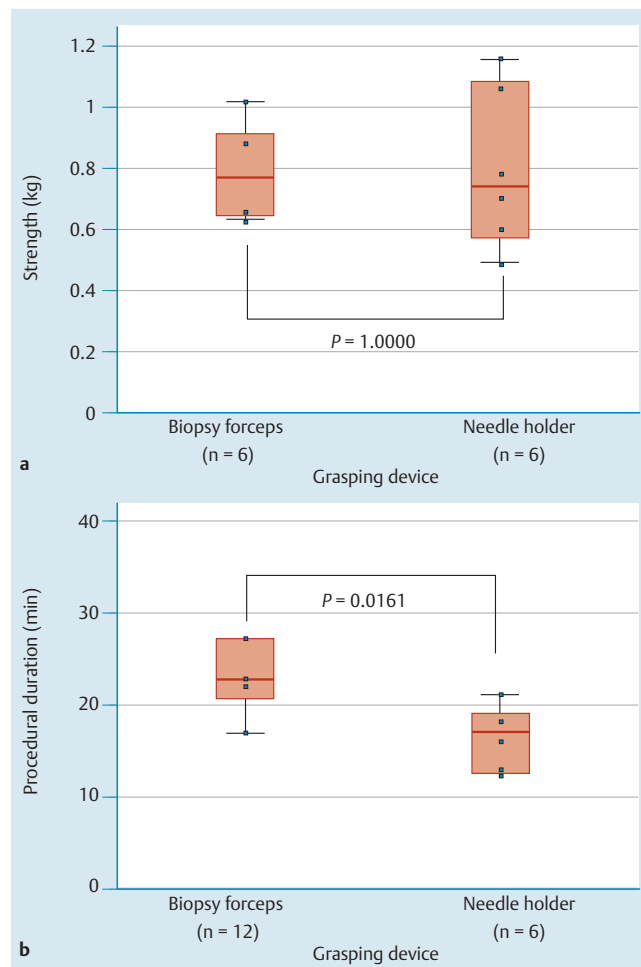 1.2
1
0.8
0.6
0.4
0.2
0
Strength (kg)
P = 1.0000
Biopsy forceps
(n = 6)
Needle holder
(n = 6)
a
Grasping device
40
30
20
10
0
Procedural duration (min)
P = 0.0161
Biopsy forceps
(n = 12)
Needle holder
(n = 6)
b
Grasping device